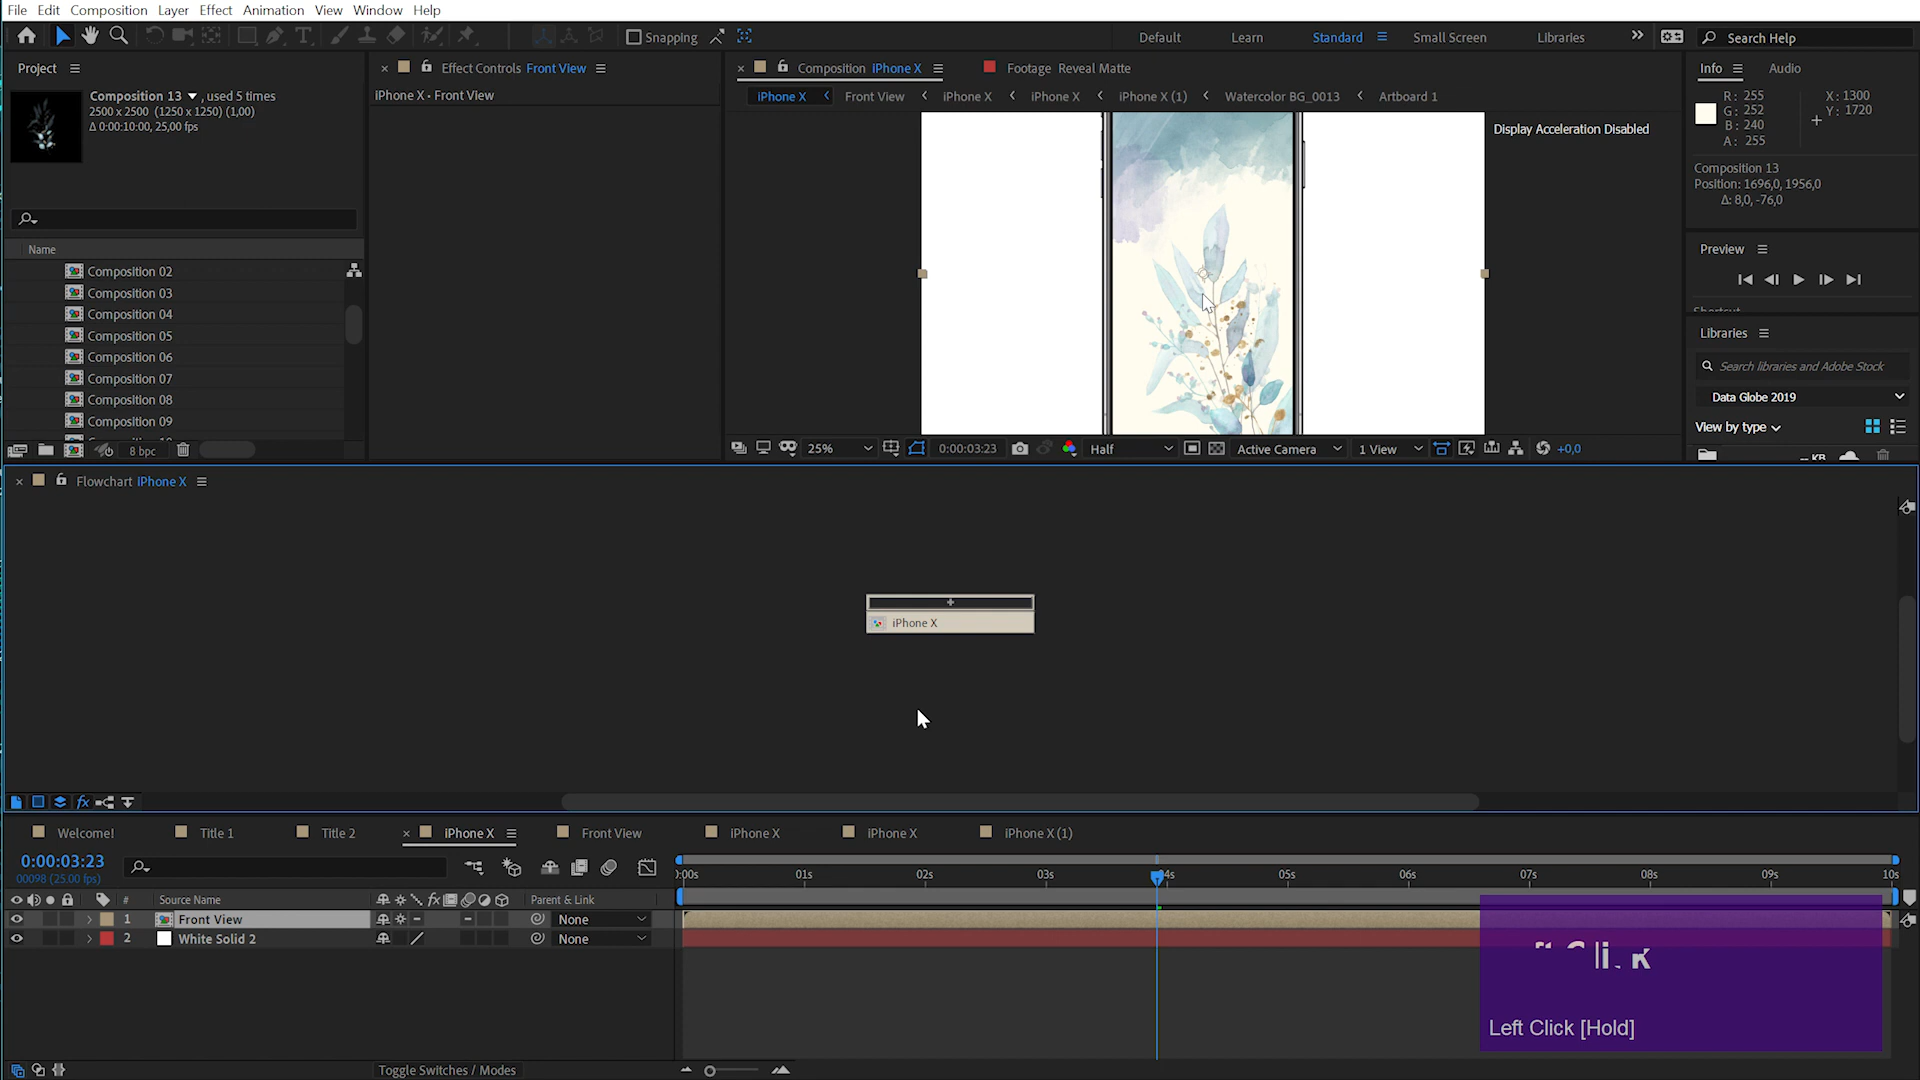 File Edit Composition Layer Effect Animation View Window Help
Snapping
Default Learn Standard Small Screen Libraries
Search Help
Project
Composition 13 , used 5 times
2500 x 2500 (1250 x 1250) (1,00)
Δ 0:00:10:00, 25,00 fps
Name
Composition 02
Composition 03
Composition 04
Composition 05
Composition 06
Composition 07
Composition 08
Composition 09
8 bpc
Effect Controls Front View
iPhone X • Front View
Composition iPhone X
Footage Reveal Matte
iPhone X Front View iPhone X iPhone X iPhone X (1) Watercolor BG_0013 Artboard 1
Display Acceleration Disabled
25% 0:00:03:23 Half Active Camera 1 View +0,0
Info Audio
R: 255
G: 252
B: 240
A: 255
X: 1300
Y: 1720
Composition 13
Position: 1696,0, 1956,0
Δ: 8,0, -76,0
Preview
Libraries
Search libraries and Adobe Stock
Data Globe 2019
View by type
-- KB
Flowchart iPhone X
iPhone X
Welcome! Title 1 Title 2 iPhone X Front View iPhone X iPhone X iPhone X (1)
0:00:03:23
00098 (25.00 fps)
# Source Name fx Parent & Link
1 Front View None
2 White Solid 2 None
:00s 01s 02s 03s 04s 05s 06s 07s 08s 09s 10s
Left Click [Hold]
Toggle Switches / Modes